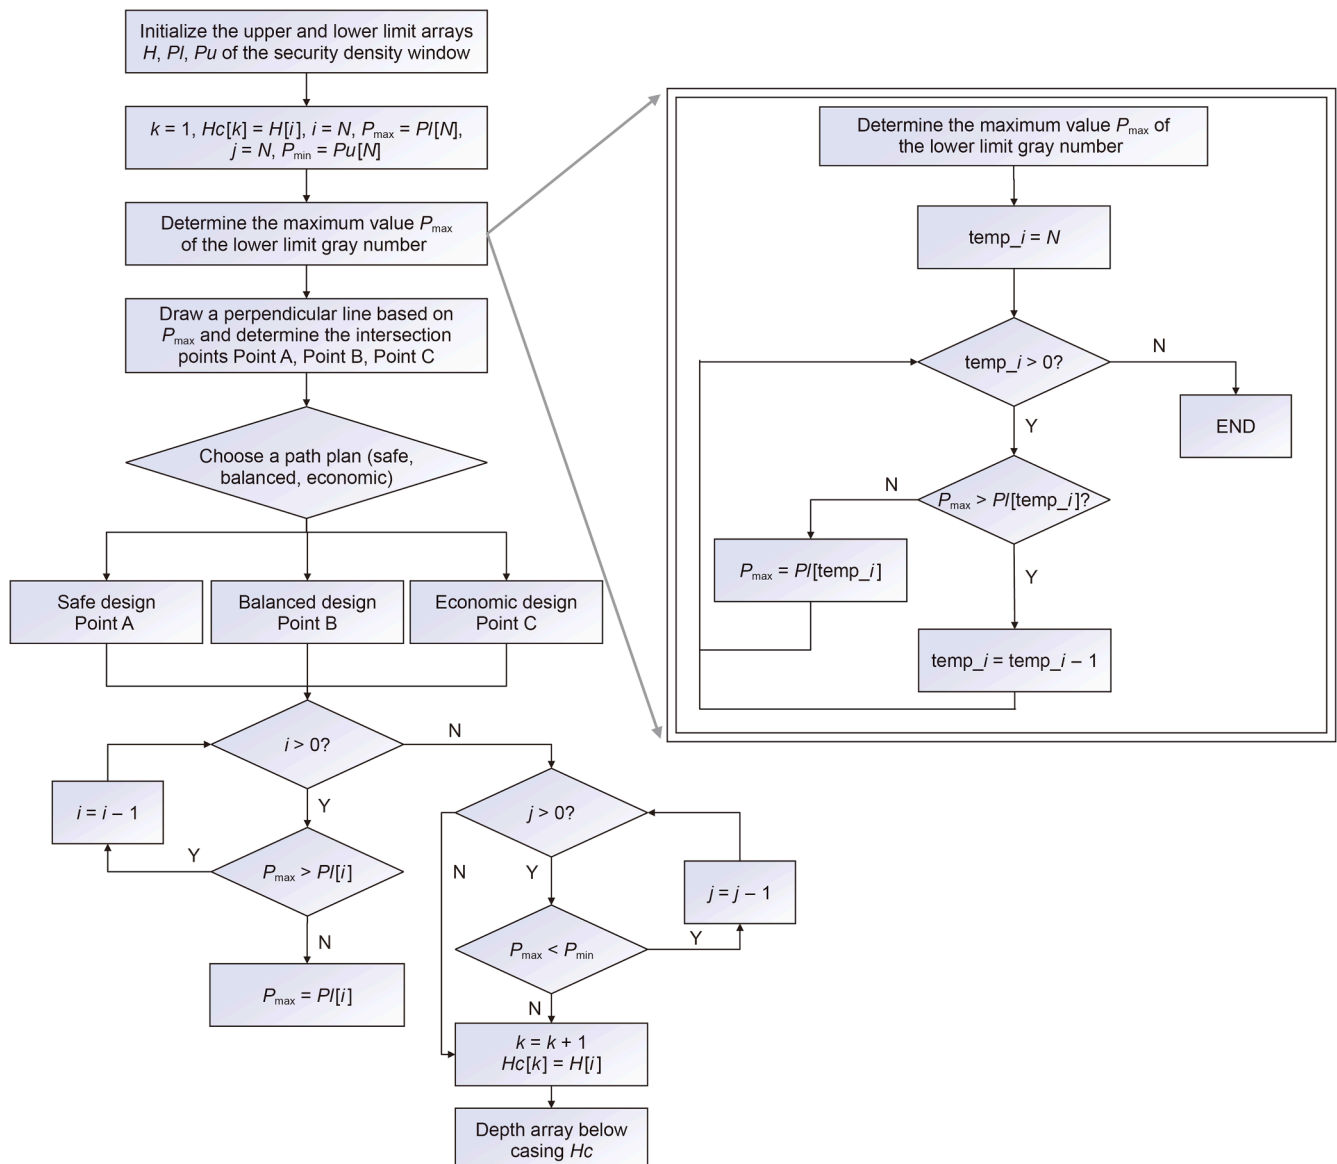 Initialize the upper and lower limit arrays
H, Pl, Pu of the security density window
k = 1, Hc[k] = H[i], i = N, Pmax = Pl[N],
j = N, Pmin = Pu[N]
Determine the maximum value Pmax
of the lower limit gray number
Draw a perpendicular line based on
Pmax and determine the intersection
points Point A, Point B, Point C
Choose a path plan (safe,
balanced, economic)
Safe design
Point A
Balanced design
Point B
Economic design
Point C
i > 0?
N
Y
i = i – 1
Pmax > Pl[i]
Y
N
Pmax = Pl[i]
j > 0?
N
Y
j = j – 1
Pmax < Pmin
Y
N
k = k + 1
Hc[k] = H[i]
Depth array below
casing Hc
Determine the maximum value Pmax of
the lower limit gray number
temp_i = N
temp_i > 0?
N
END
Y
Pmax > Pl[temp_i]?
N
Pmax = Pl[temp_i]
Y
temp_i = temp_i – 1